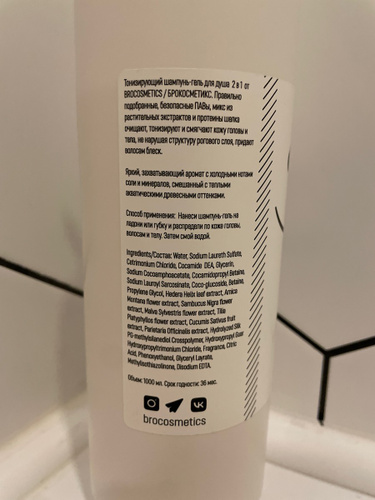 Тонизирующий шампунь-гель для душа 2 в 1 от
BROCOSMETICS / БРОКОСМЕТИКС. Правильно
подобранные, безопасные ПАВы, микс из
растительных экстрактов и протеины шелка
очищают, тонизируют и смягчают кожу головы и
тела, не нарушая структуру рогового слоя, придают
волосам блеск.
Яркий, захватывающий аромат с холодными нотами
соли и минералов, смешанный с теплыми
акватическими древесными оттенками.
Способ применения: Нанеси шампунь-гель на
ладони или губку и распредели по коже головы,
волосам и телу. Затем смой водой.
Ingredients/Состав: Water, Sodium Laureth Sulfate,
Cetrimonium Chloride, Cocamide DEA, Glycerin,
Sodium Cocoamphoacetate, Cocamidopropyl Betaine,
Sodium Lauroyl Sarcosinate, Coco-glucoside, Betaine,
Propylene Glycol, Hedera Helix leaf extract, Arnica
Montana flower extract, Sambucus Nigra flower
extract, Malva Sylvestris flower extract, Tilia
Platyphyllos flower extract, Cucumis Sativus fruit
extract, Parietaria Officinalis extract, Hydrolyzed Silk
PG-methylsilanediol Crosspolymer, Hydroxypropyl Guar
Hydroxypropyltrimonium Chloride, Fragrance, Citric
Acid, Phenoxyethanol, Glyceryl Layrate,
Methylisothiazolinone, Disodium EDTA.
Объем: 1000 мл. Срок годности: 36 мес.
brocosmetics